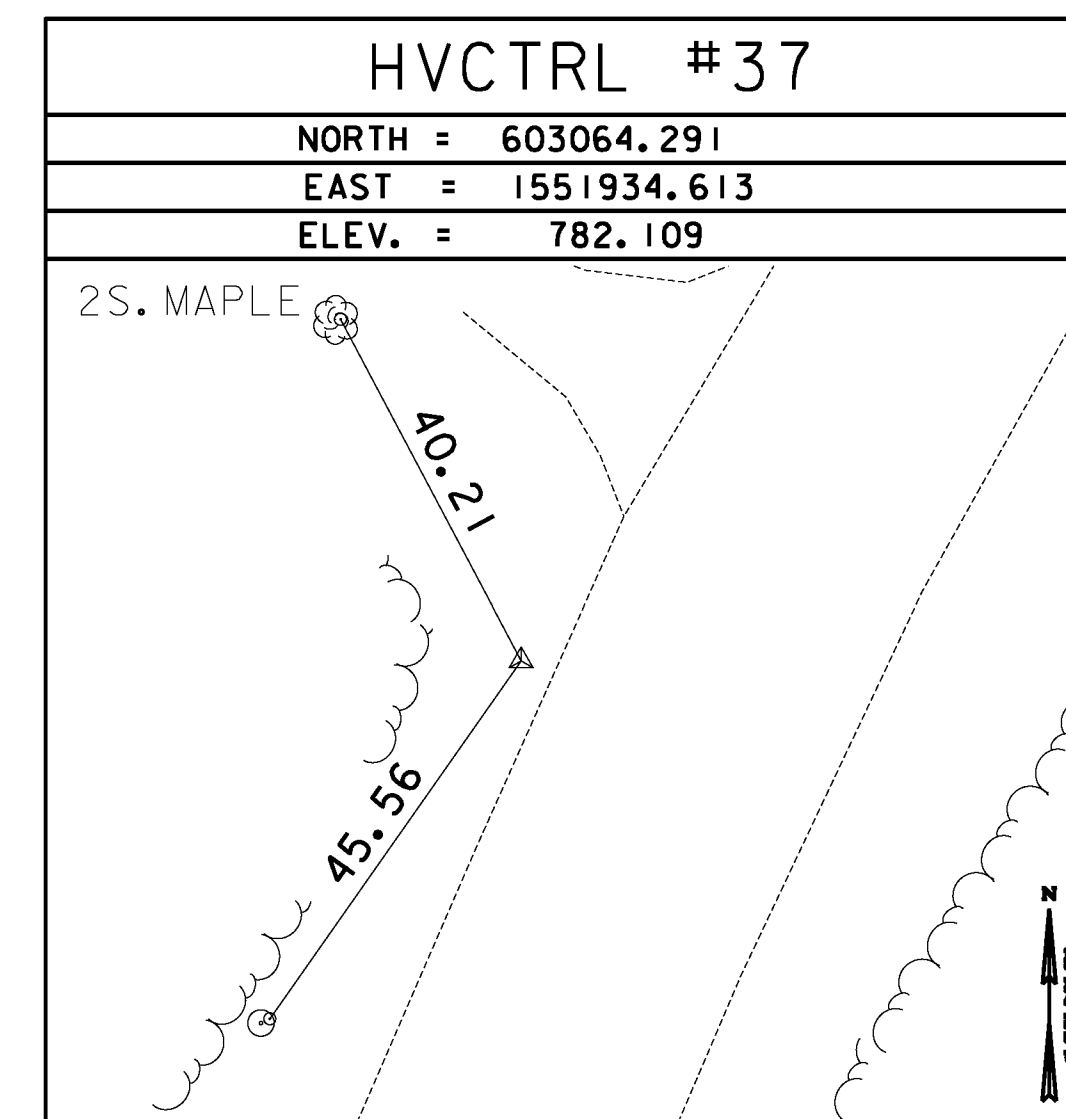 HVCTRL #37
NORTH = 603064.291
EAST = 1551934.613
ELEV. = 782.109
2S. MAPLE
40.21
45.56
N